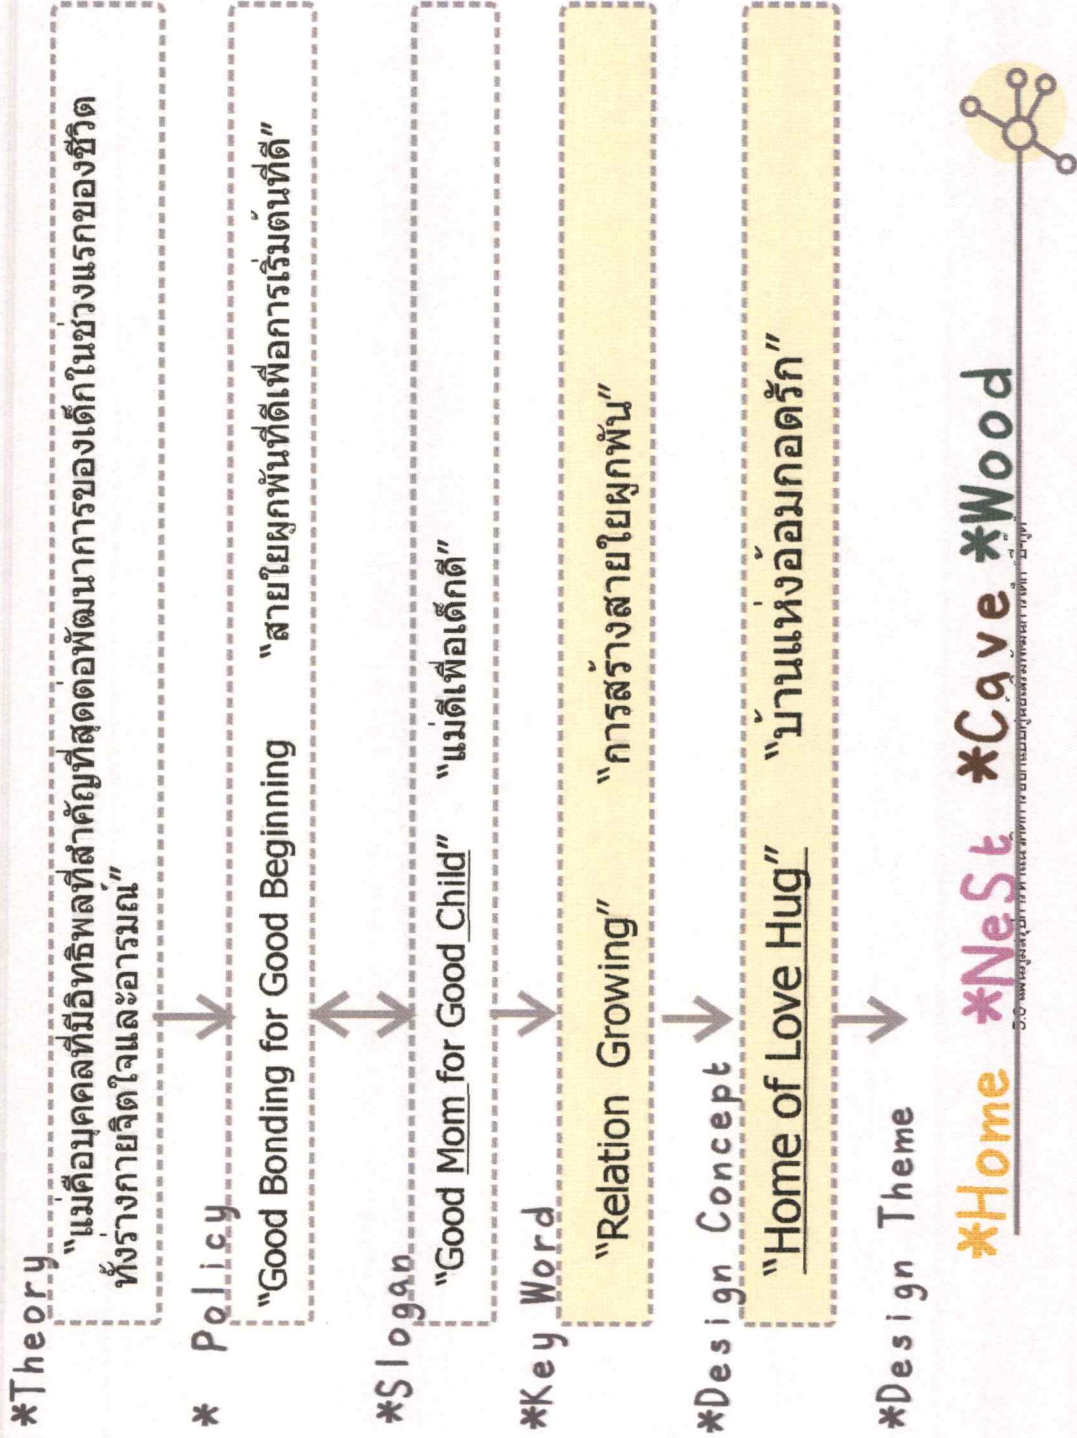 *Theory
“แม่คือบุคคลที่มีอิทธิพลที่สำคัญที่สุดต่อพัฒนาการของเด็กในช่วงแรกของชีวิต
ทั้งร่างกายจิตใจและอารมณ์”
* Policy
“Good Bonding for Good Beginning “สายใยผูกพันที่ดีเพื่อการเริ่มต้นที่ดี”
*Slogan
“Good Mom for Good Child” “แม่ดีเพื่อเด็กดี”
*Key Word
“Relation Growing” “การสร้างสายใยผูกพัน”
*Design Concept
“Home of Love Hug” “บ้านแห่งอ้อมกอดรัก”
*Design Theme
*Home *NeSt *Cave *Wood